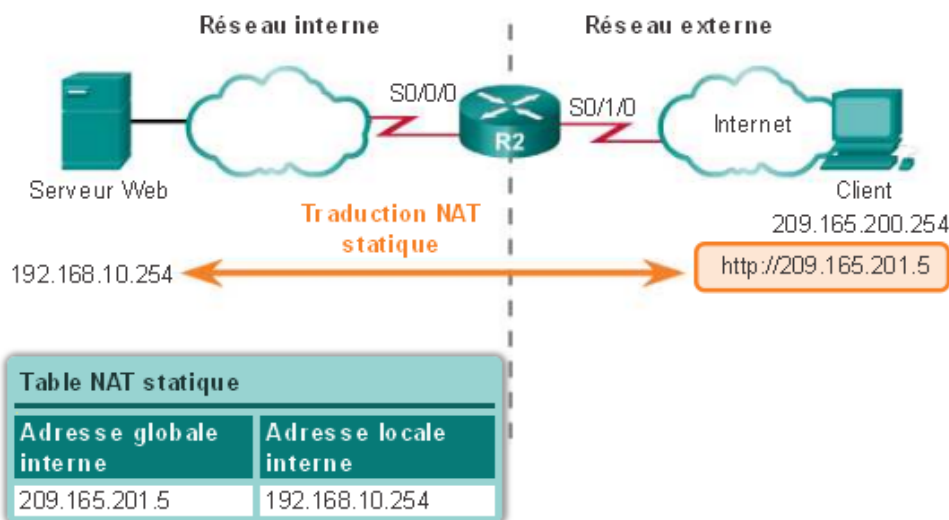 Réseau interne
Réseau externe
S0/0/0
S0/1/0
R2
Internet
Serveur Web
Client
209.165.200.254
Traduction NAT
statique
192.168.10.254
http://209.165.201.5
Table NAT statique
Adresse globale interne
Adresse locale interne
209.165.201.5
192.168.10.254